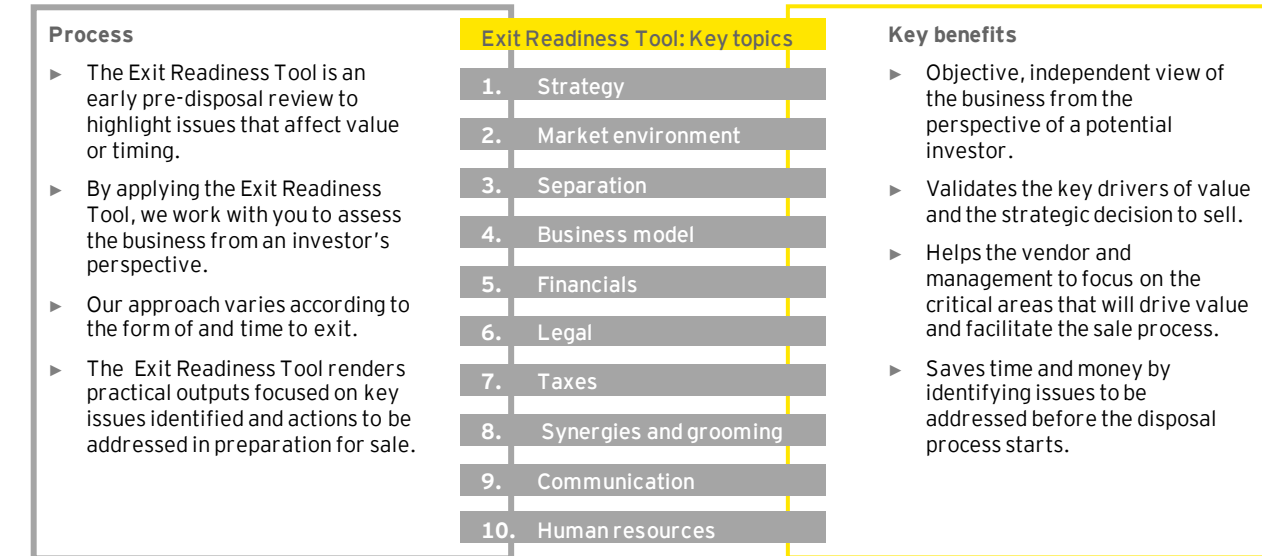 Process
► The Exit Readiness Tool is an
early pre-disposal review to
highlight issues that affect value
or timing.
► By applying the Exit Readiness
Tool, we work with you to assess
the business from an investor's
perspective.
► Our approach varies according to
the form of and time to exit.
► The Exit Readiness Tool renders
practical outputs focused on key
issues identified and actions to be
addressed in preparation for sale.
Exit Readiness Tool: Key topics
1. Strategy
2. Market environment
3. Separation
4. Business model
5. Financials
6. Legal
7. Taxes
8. Synergies and grooming
9. Communication
10. Human resources
Key benefits
► Objective, independent view of
the business from the
perspective of a potential
investor.
► Validates the key drivers of value
and the strategic decision to sell.
► Helps the vendor and
management to focus on the
critical areas that will drive value
and facilitate the sale process.
► Saves time and money by
identifying issues to be
addressed before the disposal
process starts.